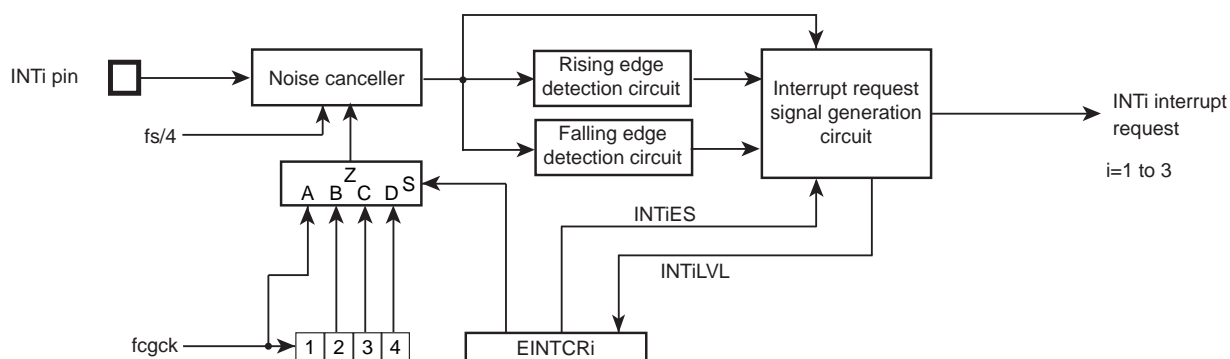 INTi pin
Noise canceller
Rising edge
detection circuit
Falling edge
detection circuit
Interrupt request
signal generation
circuit
INTi interrupt
request
i=1 to 3
fs/4
Z
S
A
B
C
D
INTiES
INTiLVL
fcgck
1
2
3
4
EINTCRi